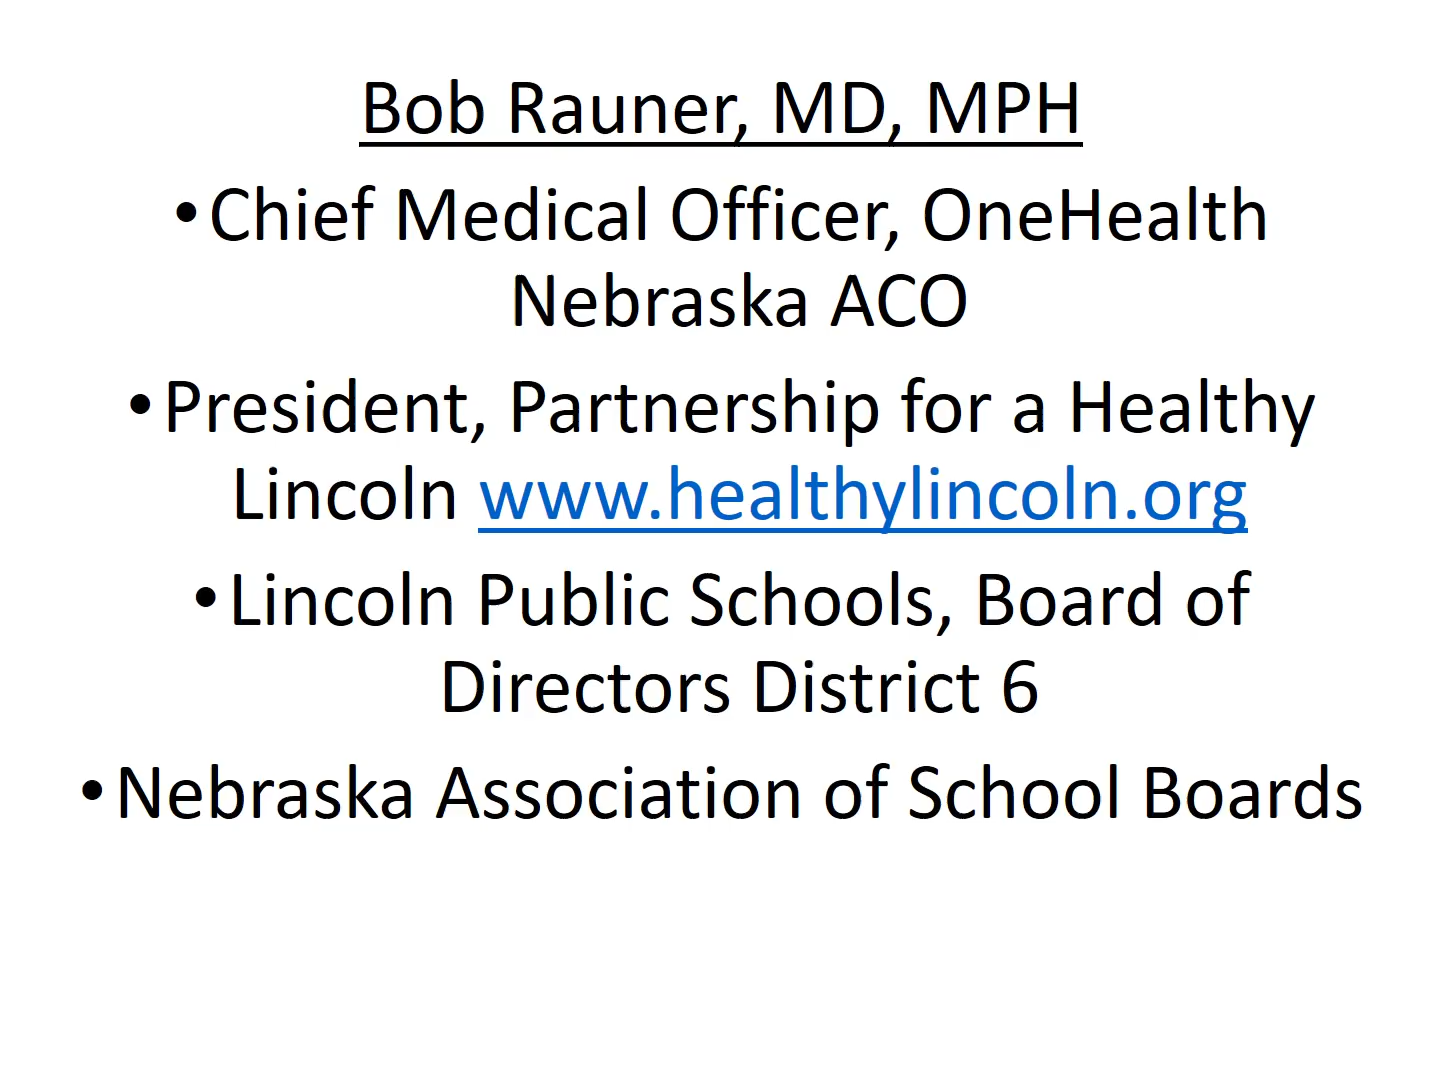 Bob Rauner, MD, MPH
•Chief Medical Officer, OneHealth
Nebraska ACO
•President, Partnership for a Healthy
Lincoln www.healthylincoln.org
•Lincoln Public Schools, Board of
Directors District 6
•Nebraska Association of School Boards